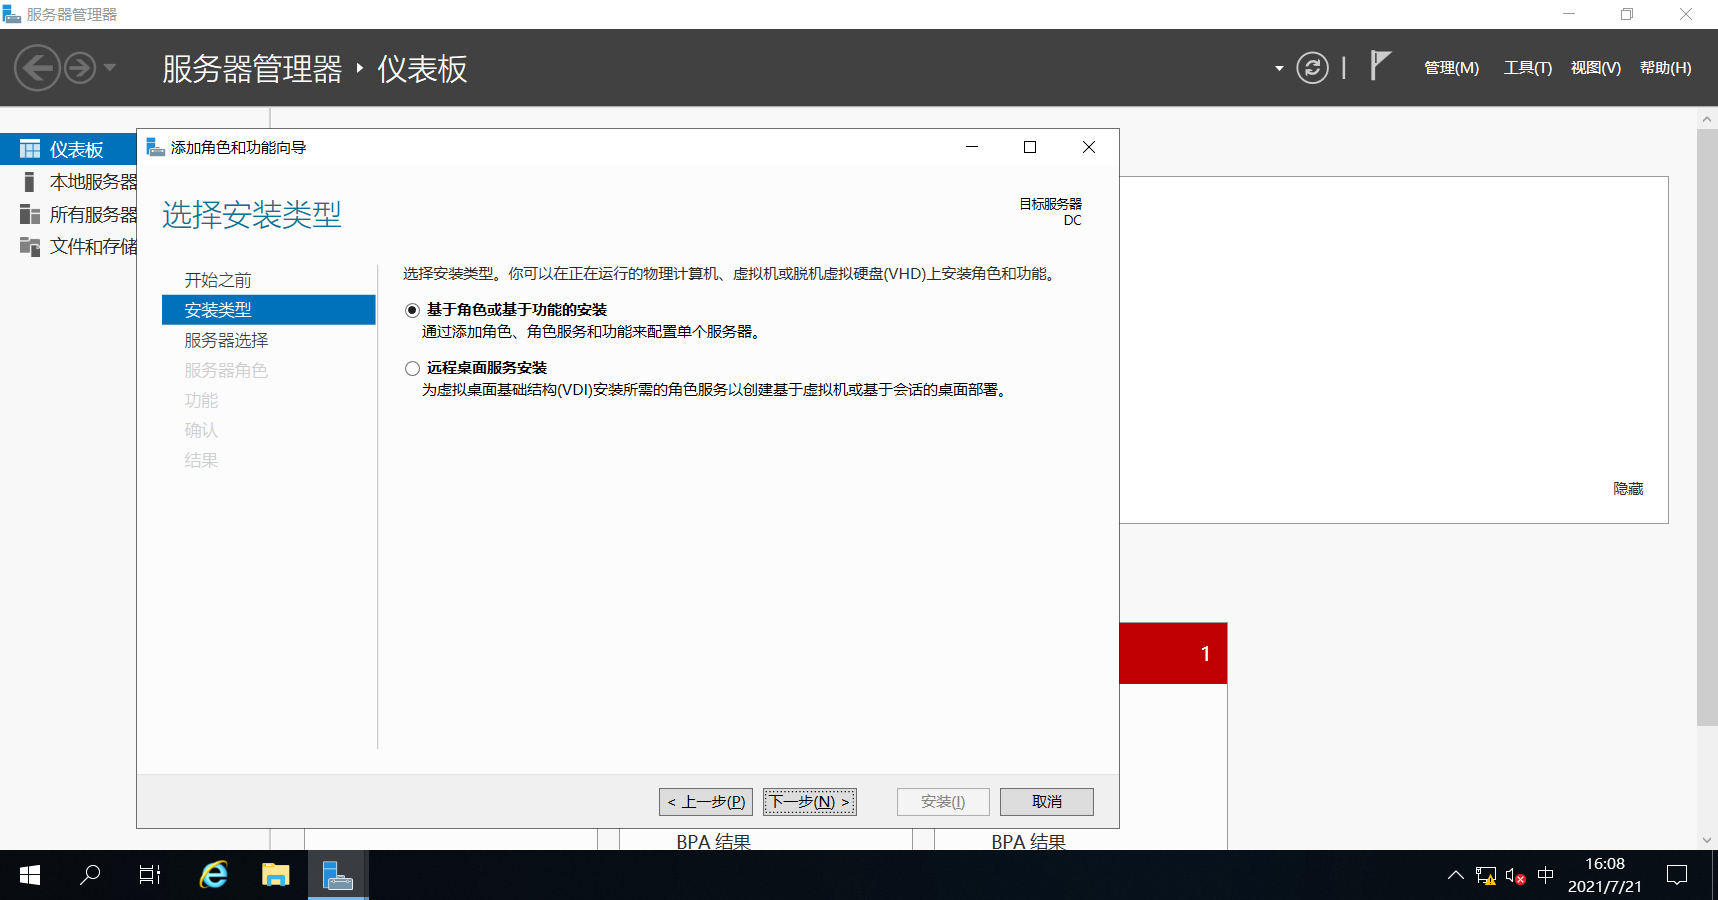 服务器管理器
服务器管理器 ‣ 仪表板
管理(M) 工具(T) 视图(V) 帮助(H)
仪表板
本地服务器
所有服务器
文件和存储
添加角色和功能向导
选择安装类型
目标服务器
DC
开始之前
安装类型
服务器选择
服务器角色
功能
确认
结果
选择安装类型。你可以在正在运行的物理计算机、虚拟机或脱机虚拟硬盘(VHD)上安装角色和功能。
基于角色或基于功能的安装
通过添加角色、角色服务和功能来配置单个服务器。
远程桌面服务安装
为虚拟桌面基础结构(VDI)安装所需的角色服务以创建基于虚拟机或基于会话的桌面部署。
隐藏
1
< 上一步(P) 下一步(N) > 安装(I) 取消
BPA 结果 BPA 结果
中
16:08
2021/7/21